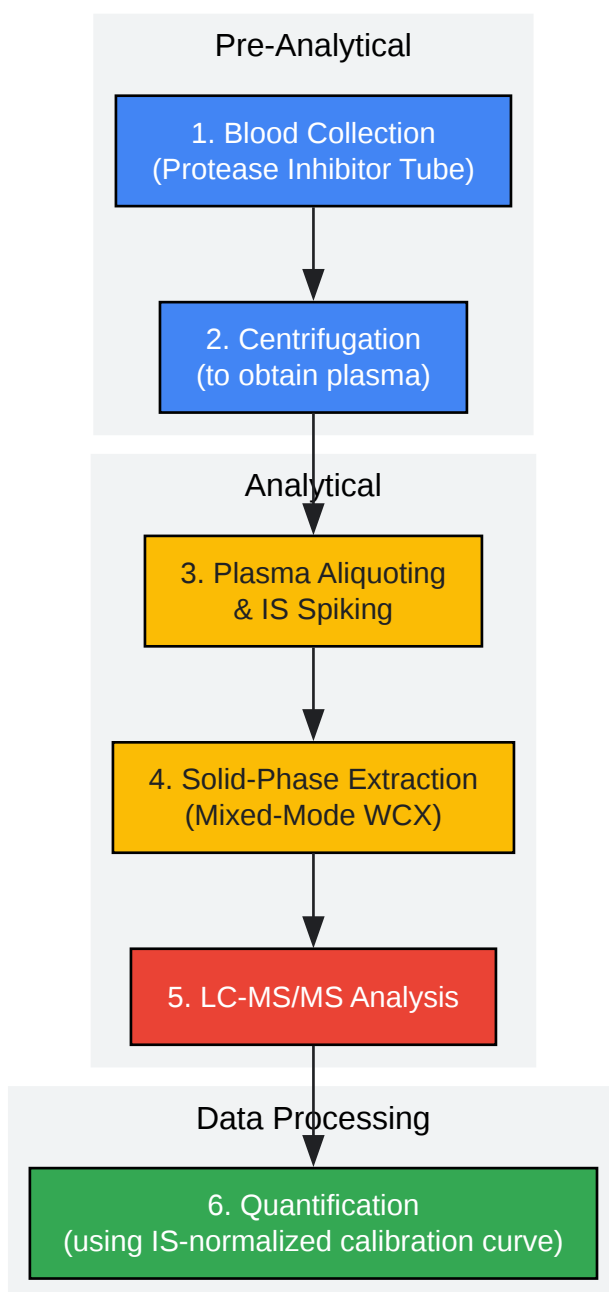 Pre-Analytical
1. Blood Collection
(Protease Inhibitor Tube)
2. Centrifugation
(to obtain plasma)
Analytical
3. Plasma Aliquoting
& IS Spiking
4. Solid-Phase Extraction
(Mixed-Mode WCX)
5. LC-MS/MS Analysis
Data Processing
6. Quantification
(using IS-normalized calibration curve)